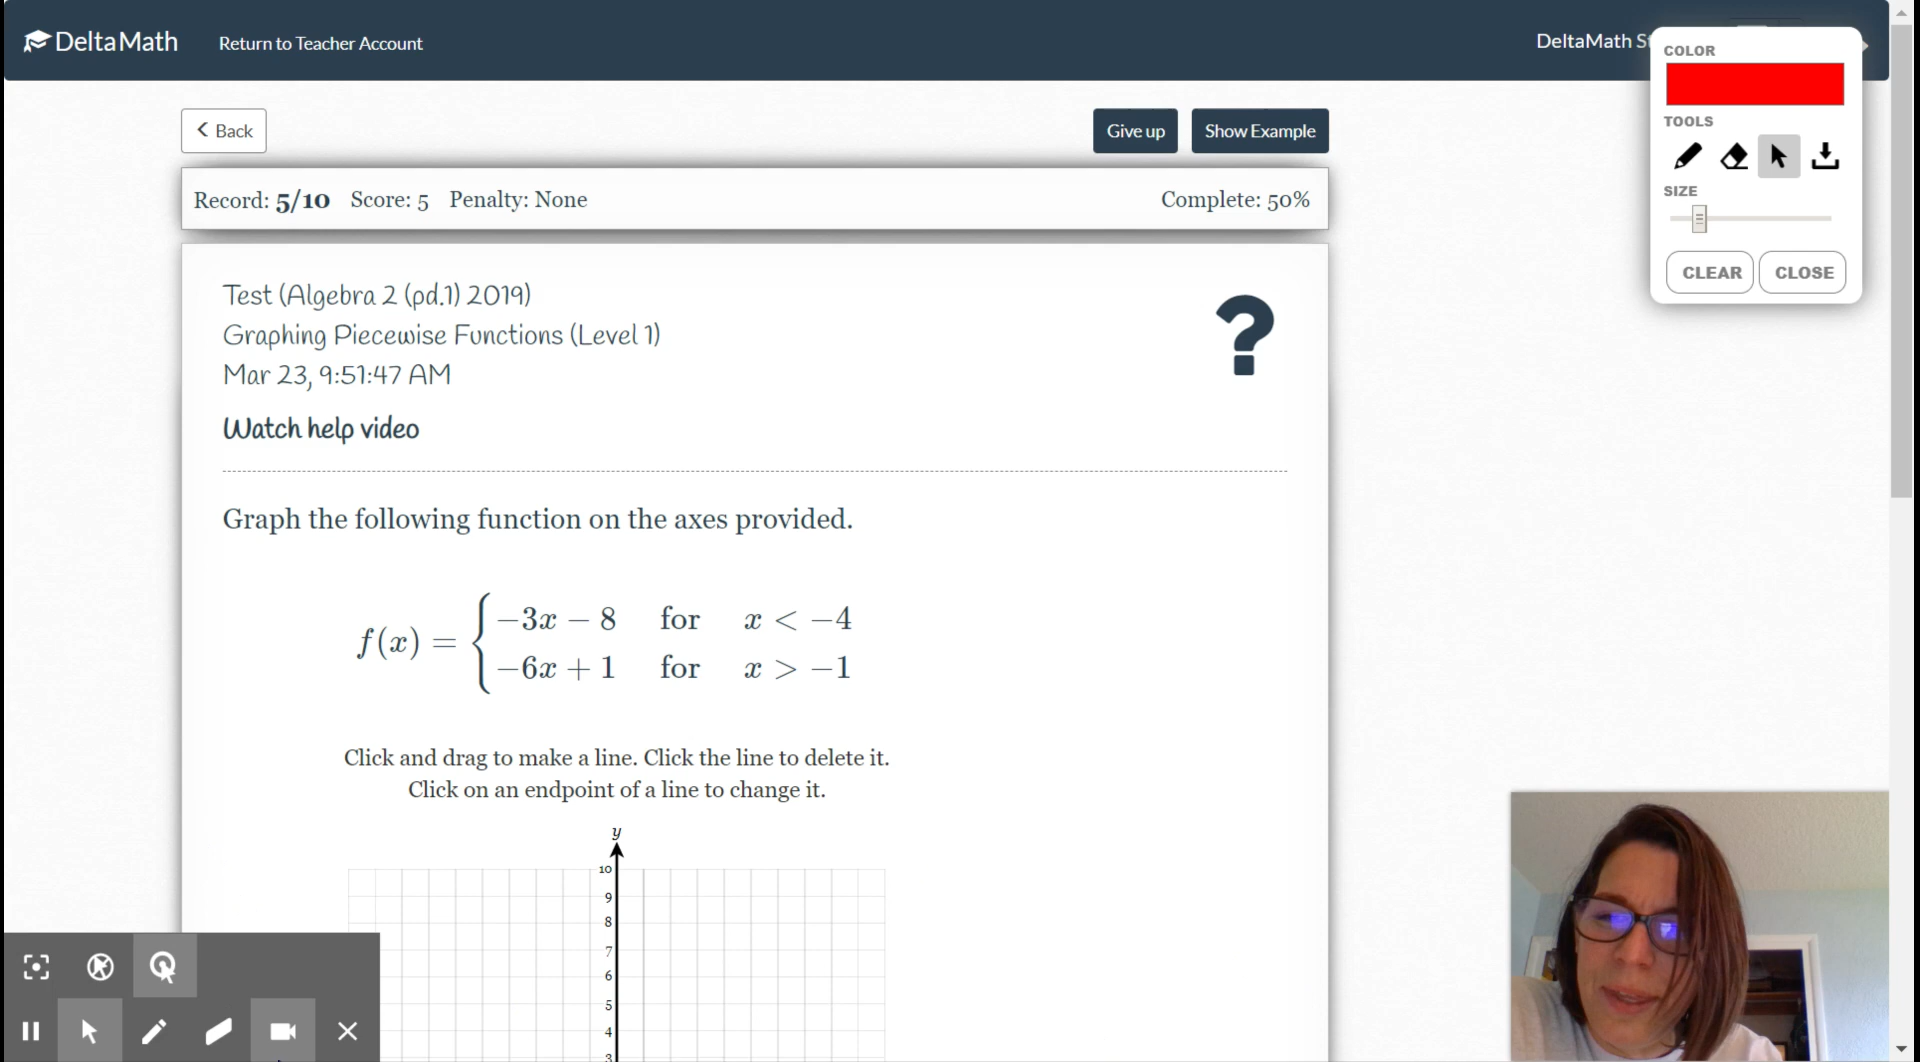 DeltaMath Return to Teacher Account DeltaMath St
COLOR
TOOLS
SIZE
CLEAR CLOSE
Back Give up Show Example
Record: 5/10 Score: 5 Penalty: None Complete: 50%
Test (Algebra 2 (pd.1) 2019)
Graphing Piecewise Functions (Level 1)
Mar 23, 9:51:47 AM
?
Watch help video
Graph the following function on the axes provided.
f(x) = { −3x − 8 for x < −4
−6x + 1 for x > −1
Click and drag to make a line. Click the line to delete it.
Click on an endpoint of a line to change it.
y
10
9
8
7
6
5
4
3